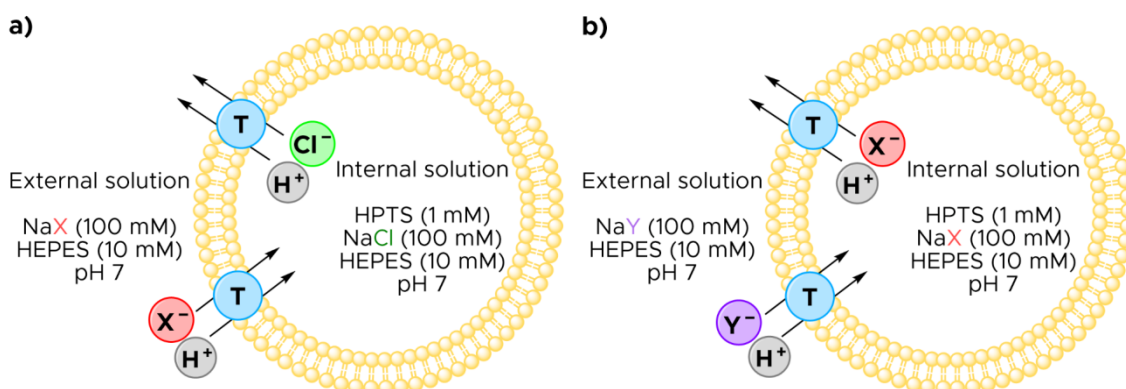 a)
T
Cl⁻
H⁺
External solution
NaX (100 mM)
HEPES (10 mM)
pH 7
Internal solution
HPTS (1 mM)
NaCl (100 mM)
HEPES (10 mM)
pH 7
T
X⁻
H⁺
b)
T
X⁻
H⁺
External solution
NaY (100 mM)
HEPES (10 mM)
pH 7
Internal solution
HPTS (1 mM)
NaX (100 mM)
HEPES (10 mM)
pH 7
T
Y⁻
H⁺